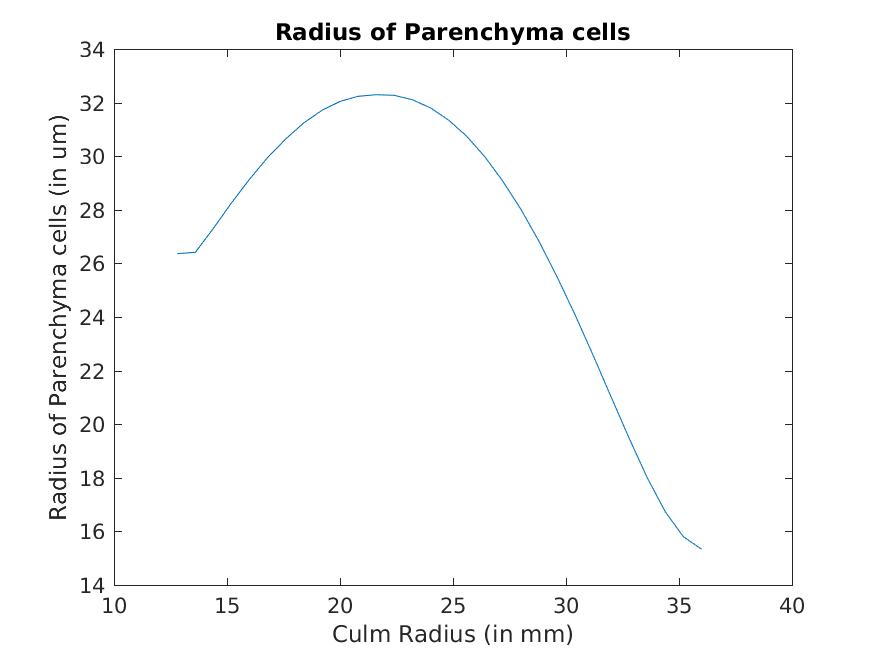 Radius of Parenchyma cells
Radius of Parenchyma cells (in um)
34
32
30
28
26
24
22
20
18
16
14
10 15 20 25 30 35 40
Culm Radius (in mm)